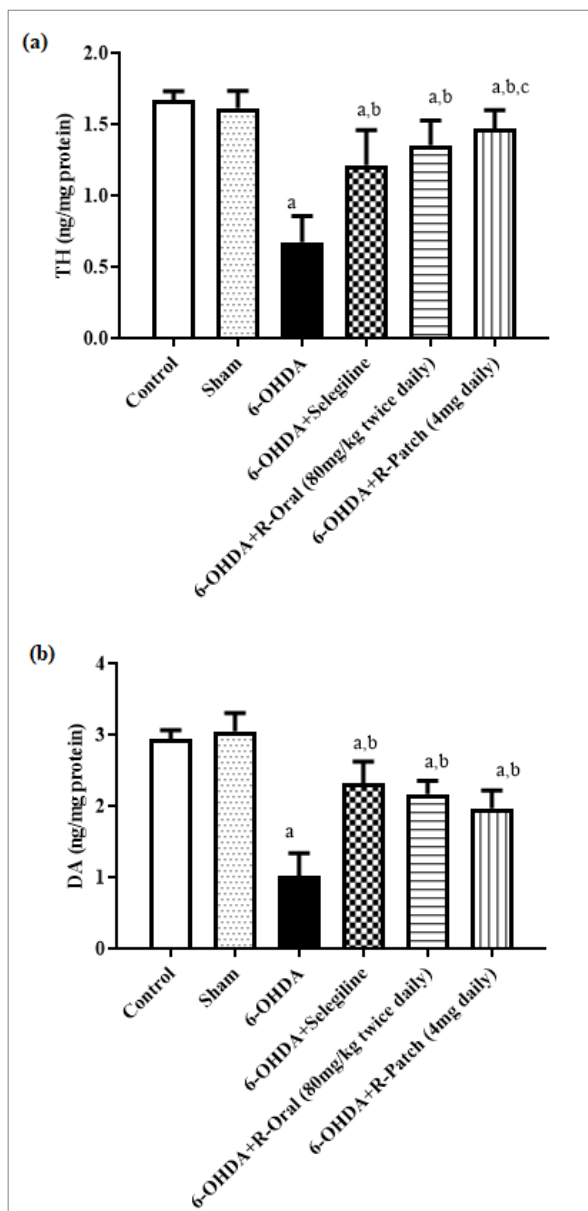 (a)
2.0
1.5
1.0
0.5
0.0
TH (ng/mg protein)
a
a,b
a,b
a,b,c
Control
Sham
6-OHDA
6-OHDA+Selegiline
6-OHDA+R-Oral (80mg/kg twice daily)
6-OHDA+R-Patch (4mg daily)
(b)
4
3
2
1
0
DA (ng/mg protein)
a
a,b
a,b
a,b
Control
Sham
6-OHDA
6-OHDA+Selegiline
6-OHDA+R-Oral (80mg/kg twice daily)
6-OHDA+R-Patch (4mg daily)